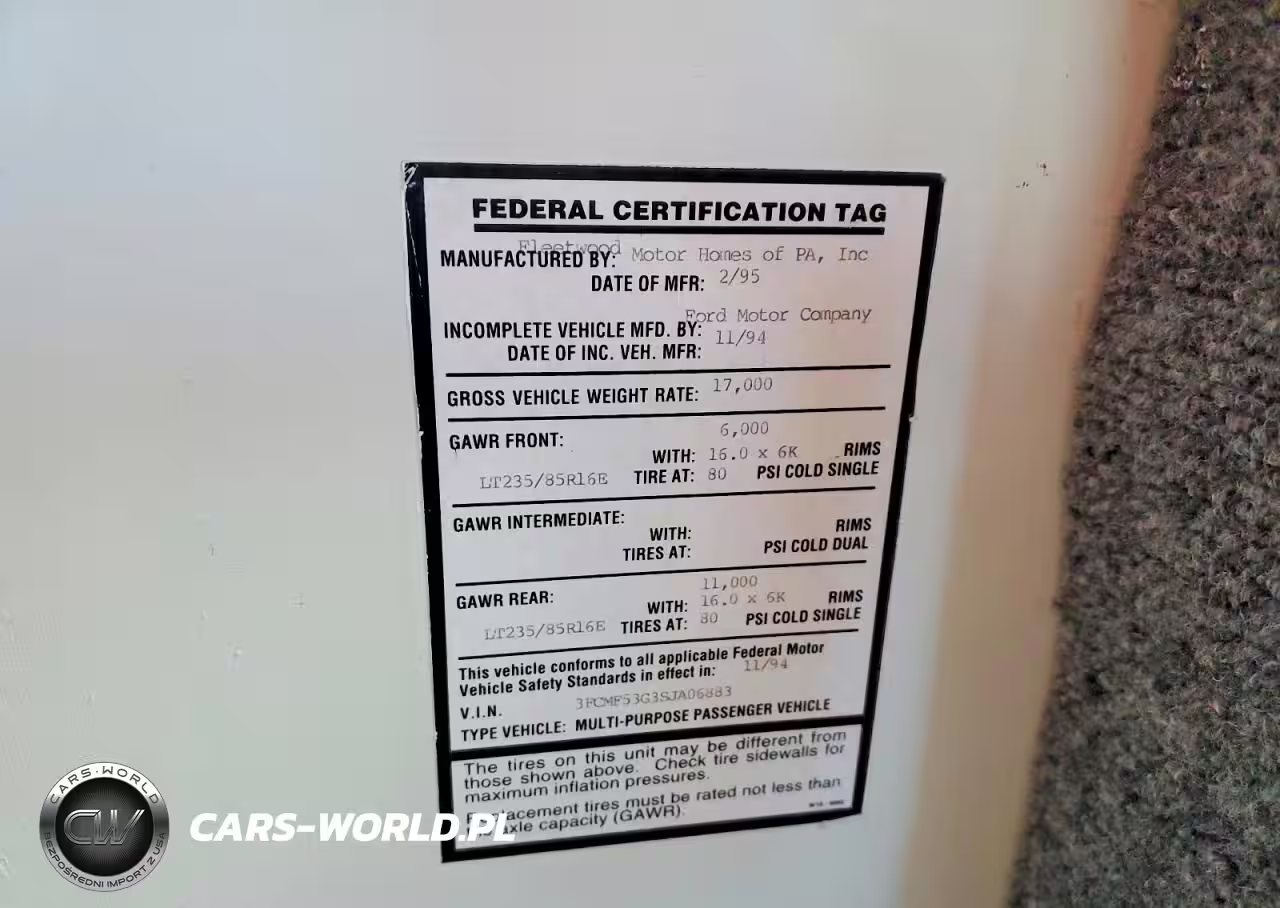 FEDERAL CERTIFICATION TAG
Fleetwood
MANUFACTURED BY: Motor Homes of PA, Inc
DATE OF MFR: 2/95
Ford Motor Company
INCOMPLETE VEHICLE MFD. BY:
DATE OF INC. VEH. MFR: 11/94
GROSS VEHICLE WEIGHT RATE: 17,000
GAWR FRONT: 6,000
WITH: 16.0 x 6K RIMS
LT235/85R16E TIRE AT: 80 PSI COLD SINGLE
GAWR INTERMEDIATE:
WITH: RIMS
TIRES AT: PSI COLD DUAL
GAWR REAR: 11,000
WITH: 16.0 x 6K RIMS
LT235/85R16E TIRES AT: 80 PSI COLD SINGLE
This vehicle conforms to all applicable Federal Motor
Vehicle Safety Standards in effect in: 11/94
V.I.N. 3FCMF53G3SJA06883
TYPE VEHICLE: MULTI-PURPOSE PASSENGER VEHICLE
The tires on this unit may be different from
those shown above. Check tire sidewalls for
maximum inflation pressures.
Replacement tires must be rated not less than
axle capacity (GAWR).
CARS-WORLD
CW
BEZPOŚREDNI IMPORT Z USA
CARS-WORLD.PL